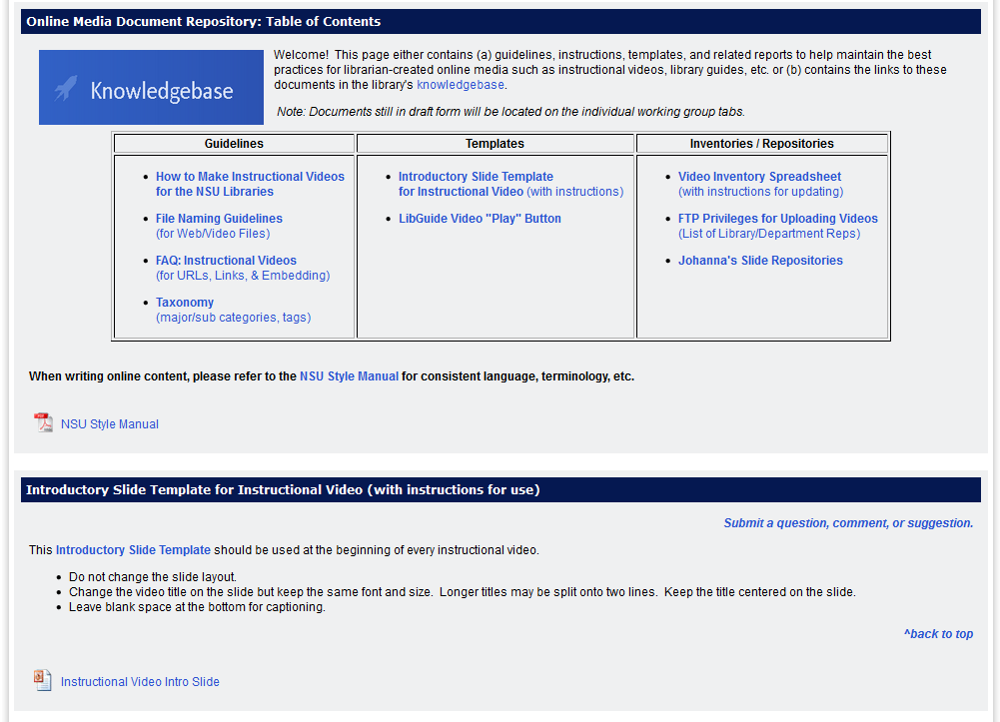 Online Media Document Repository: Table of Contents
Knowledgebase
Welcome!  This page either contains (a) guidelines, instructions, templates, and related reports to help maintain the best
practices for librarian-created online media such as instructional videos, library guides, etc. or (b) contains the links to these
documents in the library's knowledgebase.
Note: Documents still in draft form will be located on the individual working group tabs.
Guidelines
How to Make Instructional Videos
for the NSU Libraries
File Naming Guidelines
(for Web/Video Files)
FAQ: Instructional Videos
(for URLs, Links, & Embedding)
Taxonomy
(major/sub categories, tags)
Templates
Introductory Slide Template
for Instructional Video (with instructions)
LibGuide Video "Play" Button
Inventories / Repositories
Video Inventory Spreadsheet
(with instructions for updating)
FTP Privileges for Uploading Videos
(List of Library/Department Reps)
Johanna's Slide Repositories
When writing online content, please refer to the NSU Style Manual for consistent language, terminology, etc.
NSU Style Manual
Introductory Slide Template for Instructional Video (with instructions for use)
Submit a question, comment, or suggestion.
This Introductory Slide Template should be used at the beginning of every instructional video.
Do not change the slide layout.
Change the video title on the slide but keep the same font and size.  Longer titles may be split onto two lines.  Keep the title centered on the slide.
Leave blank space at the bottom for captioning.
^back to top
Instructional Video Intro Slide